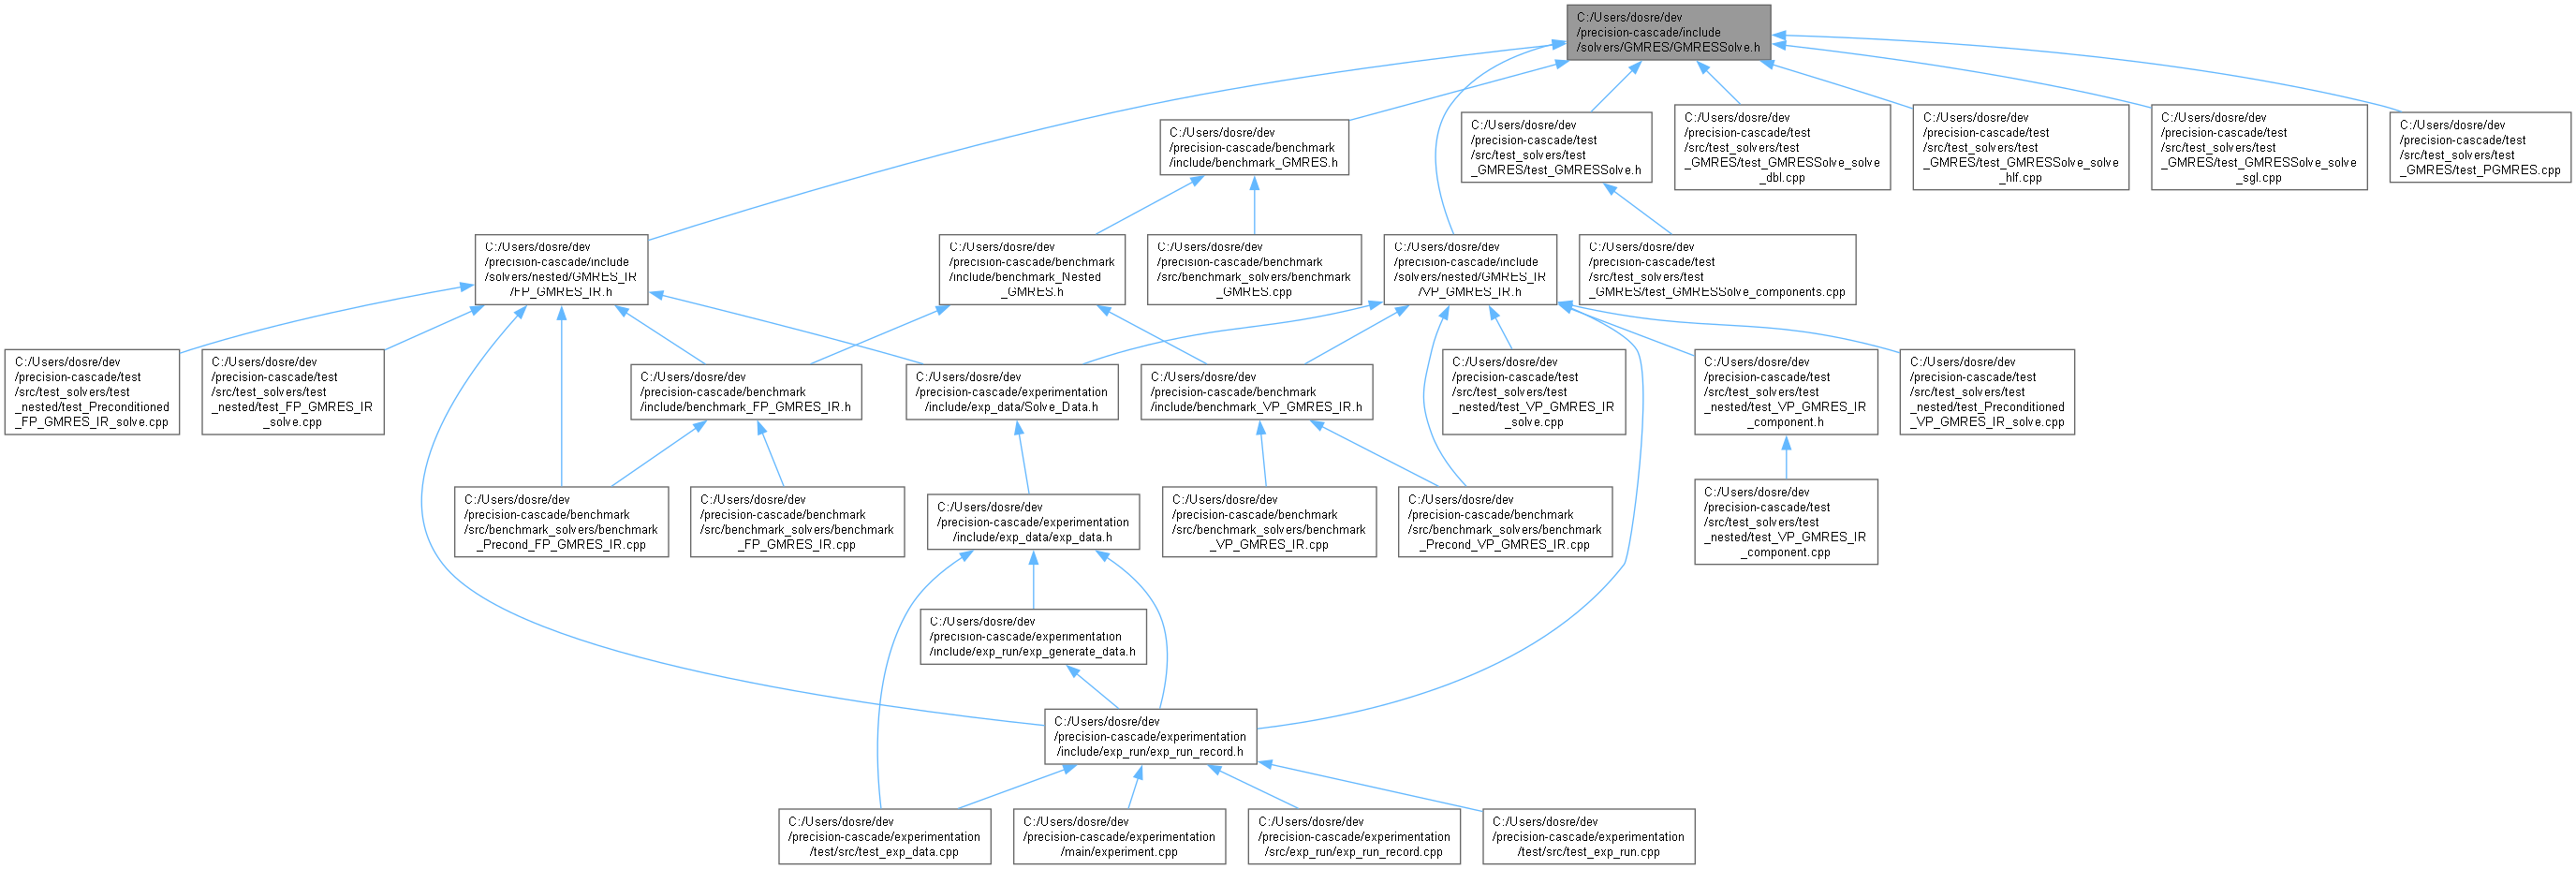 C:/Users/dosre/dev
/precision-cascade/include
/solvers/GMRES/GMRESSolve.h
C:/Users/dosre/dev
/precision-cascade/benchmark
/include/benchmark_GMRES.h
C:/Users/dosre/dev
/precision-cascade/test
/src/test_solvers/test
_GMRES/test_GMRESSolve.h
C:/Users/dosre/dev
/precision-cascade/test
/src/test_solvers/test
_GMRES/test_GMRESSolve_solve
_dbl.cpp
C:/Users/dosre/dev
/precision-cascade/test
/src/test_solvers/test
_GMRES/test_GMRESSolve_solve
_hlf.cpp
C:/Users/dosre/dev
/precision-cascade/test
/src/test_solvers/test
_GMRES/test_GMRESSolve_solve
_sgl.cpp
C:/Users/dosre/dev
/precision-cascade/test
/src/test_solvers/test
_GMRES/test_PGMRES.cpp
C:/Users/dosre/dev
/precision-cascade/include
/solvers/nested/GMRES_IR
/FP_GMRES_IR.h
C:/Users/dosre/dev
/precision-cascade/benchmark
/include/benchmark_Nested
_GMRES.h
C:/Users/dosre/dev
/precision-cascade/benchmark
/src/benchmark_solvers/benchmark
_GMRES.cpp
C:/Users/dosre/dev
/precision-cascade/include
/solvers/nested/GMRES_IR
/VP_GMRES_IR.h
C:/Users/dosre/dev
/precision-cascade/test
/src/test_solvers/test
_GMRES/test_GMRESSolve_components.cpp
C:/Users/dosre/dev
/precision-cascade/test
/src/test_solvers/test
_nested/test_Preconditioned
_FP_GMRES_IR_solve.cpp
C:/Users/dosre/dev
/precision-cascade/test
/src/test_solvers/test
_nested/test_FP_GMRES_IR
_solve.cpp
C:/Users/dosre/dev
/precision-cascade/benchmark
/include/benchmark_FP_GMRES_IR.h
C:/Users/dosre/dev
/precision-cascade/experimentation
/include/exp_data/Solve_Data.h
C:/Users/dosre/dev
/precision-cascade/benchmark
/include/benchmark_VP_GMRES_IR.h
C:/Users/dosre/dev
/precision-cascade/test
/src/test_solvers/test
_nested/test_VP_GMRES_IR
_solve.cpp
C:/Users/dosre/dev
/precision-cascade/test
/src/test_solvers/test
_nested/test_VP_GMRES_IR
_component.h
C:/Users/dosre/dev
/precision-cascade/test
/src/test_solvers/test
_nested/test_Preconditioned
_VP_GMRES_IR_solve.cpp
C:/Users/dosre/dev
/precision-cascade/benchmark
/src/benchmark_solvers/benchmark
_Precond_FP_GMRES_IR.cpp
C:/Users/dosre/dev
/precision-cascade/benchmark
/src/benchmark_solvers/benchmark
_FP_GMRES_IR.cpp
C:/Users/dosre/dev
/precision-cascade/experimentation
/include/exp_data/exp_data.h
C:/Users/dosre/dev
/precision-cascade/benchmark
/src/benchmark_solvers/benchmark
_VP_GMRES_IR.cpp
C:/Users/dosre/dev
/precision-cascade/benchmark
/src/benchmark_solvers/benchmark
_Precond_VP_GMRES_IR.cpp
C:/Users/dosre/dev
/precision-cascade/test
/src/test_solvers/test
_nested/test_VP_GMRES_IR
_component.cpp
C:/Users/dosre/dev
/precision-cascade/experimentation
/include/exp_run/exp_generate_data.h
C:/Users/dosre/dev
/precision-cascade/experimentation
/include/exp_run/exp_run_record.h
C:/Users/dosre/dev
/precision-cascade/experimentation
/test/src/test_exp_data.cpp
C:/Users/dosre/dev
/precision-cascade/experimentation
/main/experiment.cpp
C:/Users/dosre/dev
/precision-cascade/experimentation
/src/exp_run/exp_run_record.cpp
C:/Users/dosre/dev
/precision-cascade/experimentation
/test/src/test_exp_run.cpp